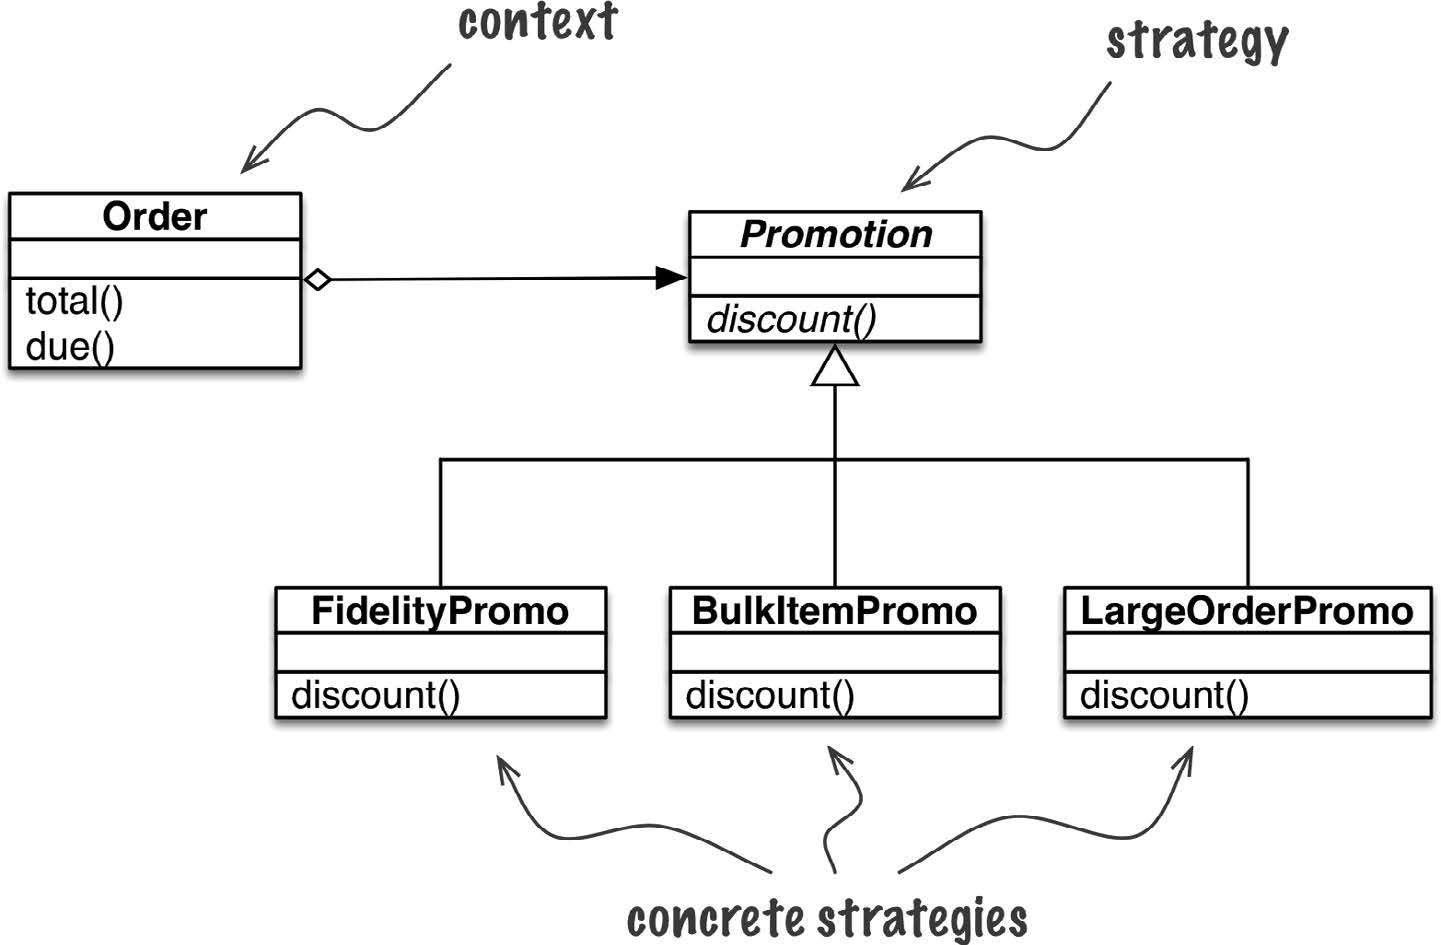 context
strategy
Order
total()
due()
Promotion
discount()
FidelityPromo
discount()
BulkItemPromo
discount()
LargeOrderPromo
discount()
concrete strategies